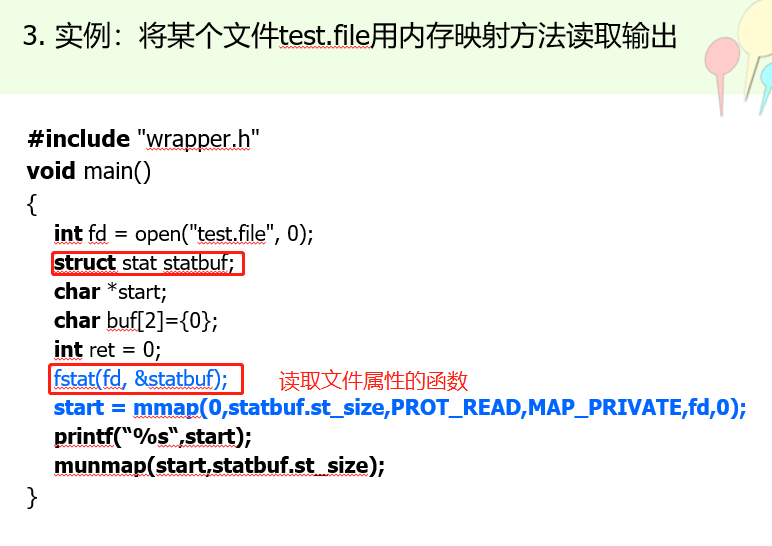 3. 实例：将某个文件test.file用内存映射方法读取输出
#include "wrapper.h"
void main()
{
int fd = open("test.file", 0);
struct stat statbuf;
char *start;
char buf[2]={0};
int ret = 0;
fstat(fd, &statbuf); 读取文件属性的函数
start = mmap(0,statbuf.st_size,PROT_READ,MAP_PRIVATE,fd,0);
printf(“%s“,start);
munmap(start,statbuf.st_size);
}